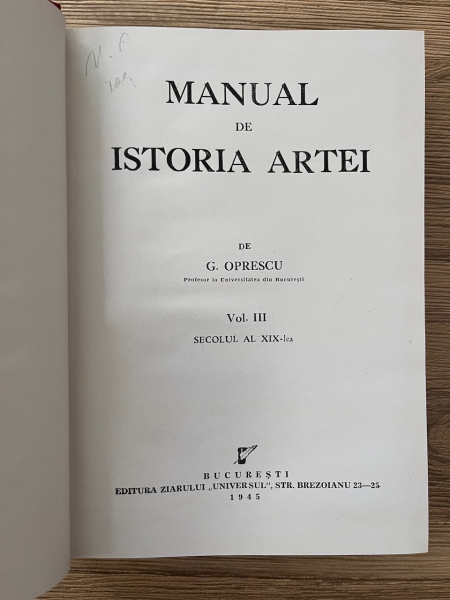 MANUAL
DE
ISTORIA ARTEI
DE
G. OPRESCU
Profesor la Universitatea din București
Vol. III
SECOLUL AL XIX-lea
BUCUREȘTI
EDITURA ZIARULUI „UNIVERSUL“, STR. BREZOIANU 23—25
1945